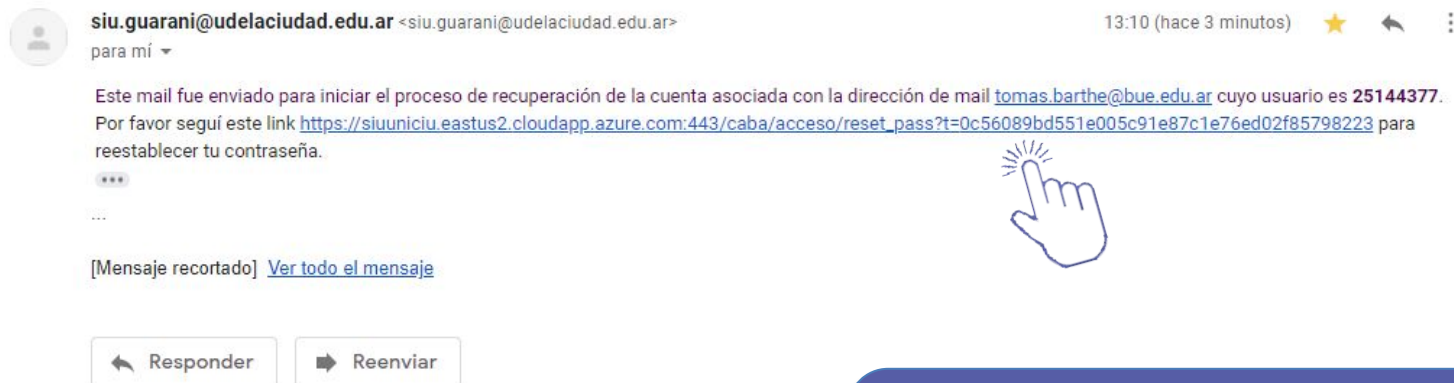 siu.guarani@udelaciudad.edu.ar <siu.guarani@udelaciudad.edu.ar> 13:10 (hace 3 minutos)
para mí
Este mail fue enviado para iniciar el proceso de recuperación de la cuenta asociada con la dirección de mail tomas.barthe@bue.edu.ar cuyo usuario es 25144377.
Por favor seguí este link https://siuuniciu.eastus2.cloudapp.azure.com:443/caba/acceso/reset_pass?t=0c56089bd551e005c91e87c1e76ed02f85798223 para
reestablecer tu contraseña.
...
[Mensaje recortado] Ver todo el mensaje
Responder Reenviar